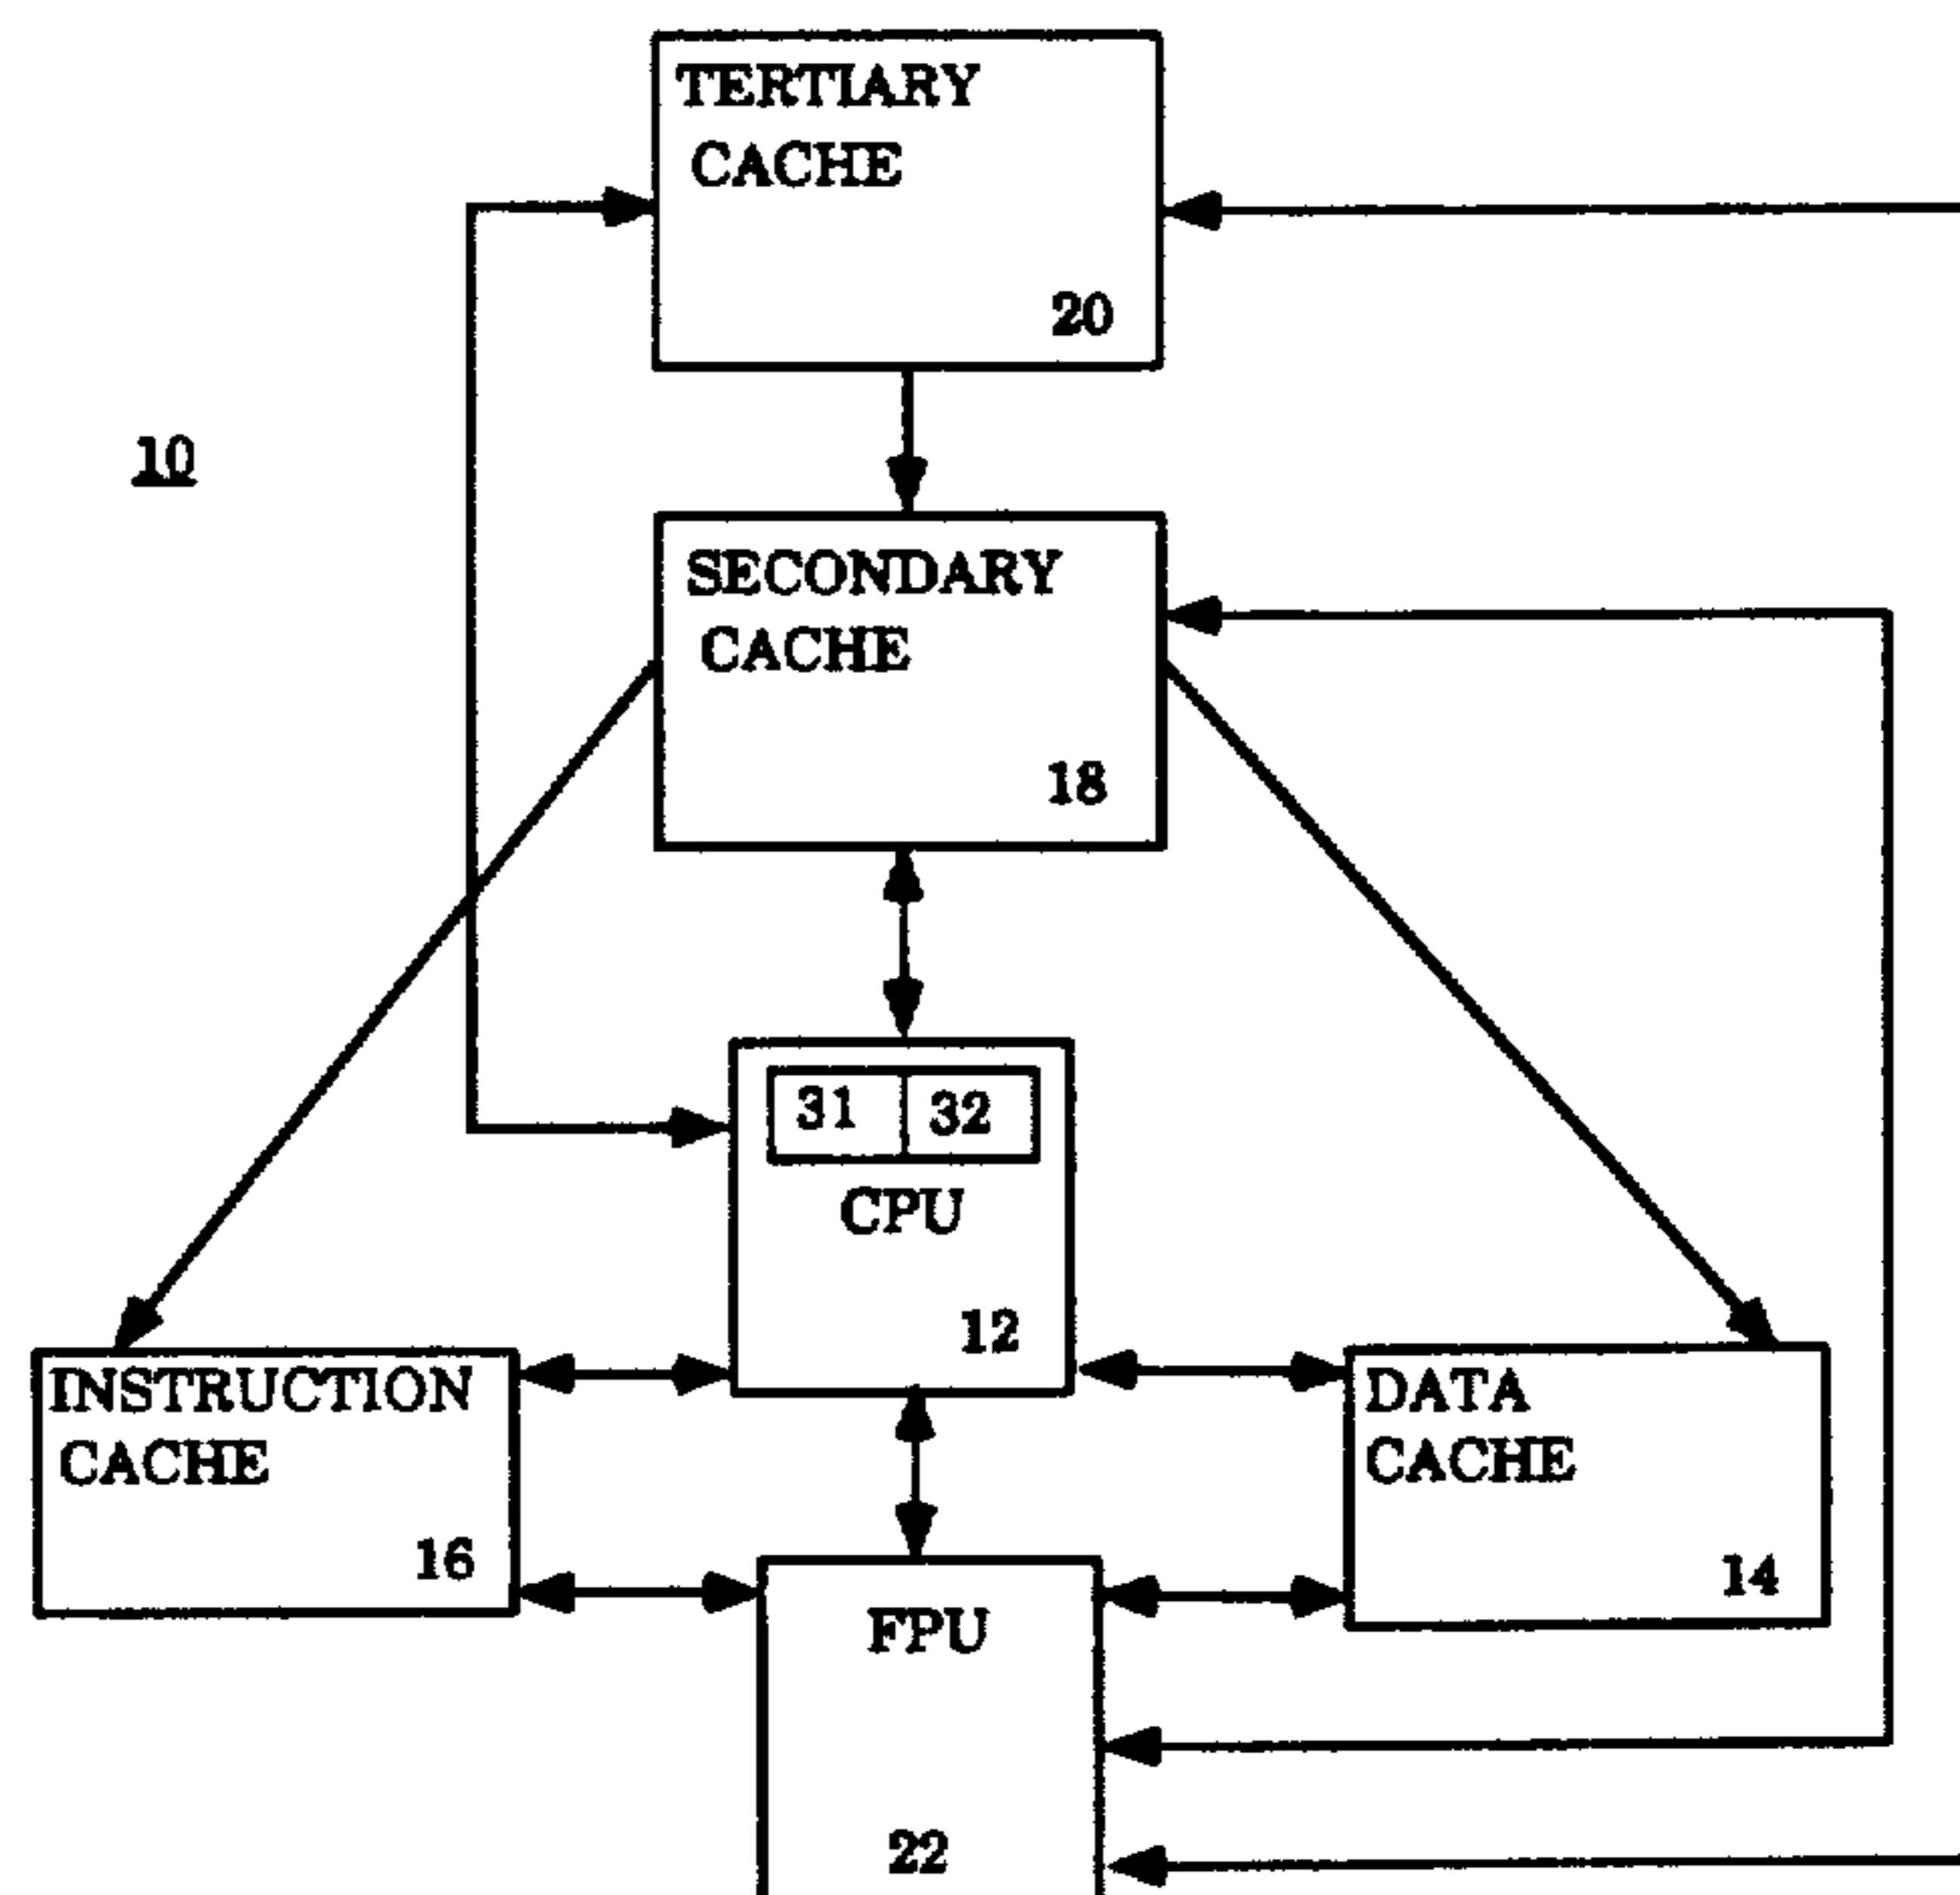 TERTIARY
CACHE
20
10
SECONDARY
CACHE
18
31 32
CPU
12
INSTRUCTION
CACHE
16
DATA
CACHE
14
FPU
22